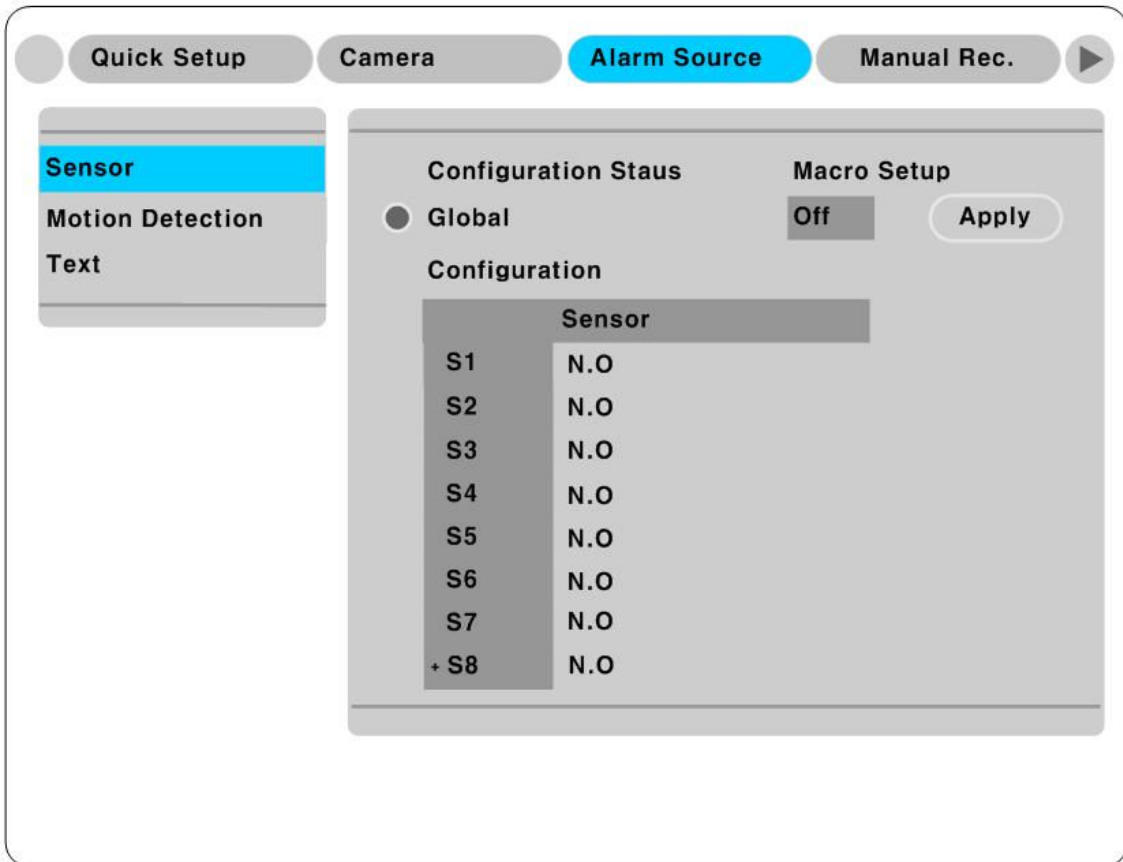 Quick Setup Camera Alarm Source Manual Rec.
Sensor
Motion Detection
Text
Configuration Staus Macro Setup
Global Off Apply
Configuration
Sensor
S1 N.O
S2 N.O
S3 N.O
S4 N.O
S5 N.O
S6 N.O
S7 N.O
+ S8 N.O